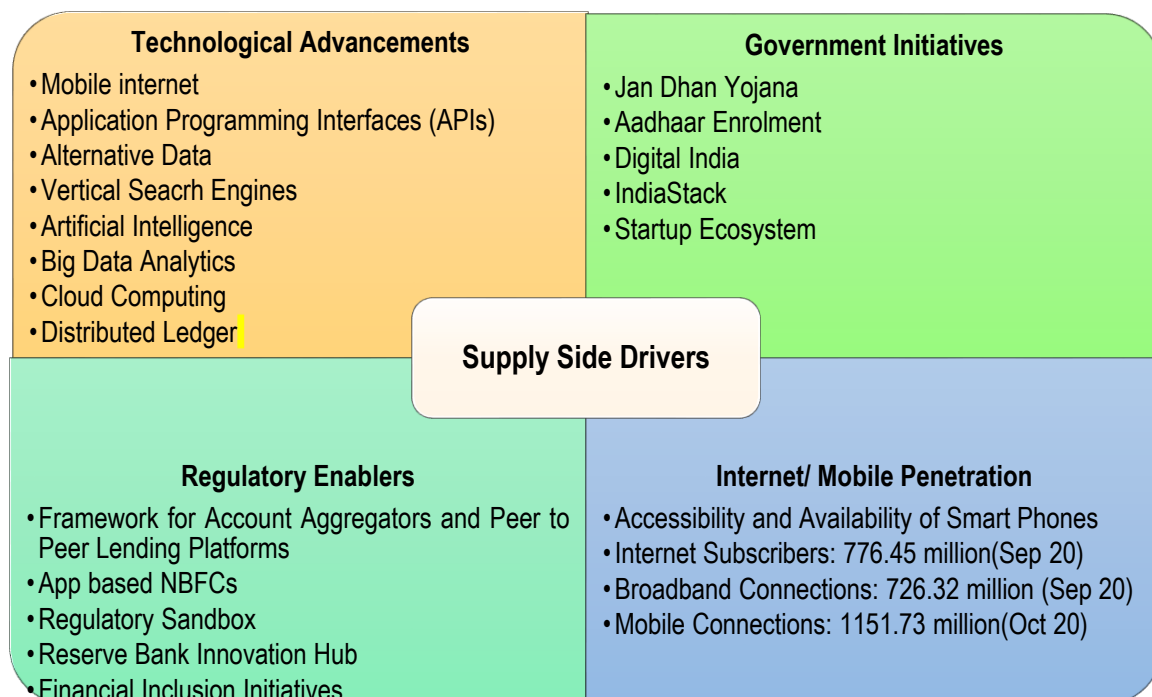 Technological Advancements
•Mobile internet
•Application Programming Interfaces (APIs)
•Alternative Data
•Vertical Seacrh Engines
•Artificial Intelligence
•Big Data Analytics
•Cloud Computing
•Distributed Ledger
Government Initiatives
•Jan Dhan Yojana
•Aadhaar Enrolment
•Digital India
•IndiaStack
•Startup Ecosystem
Supply Side Drivers
Regulatory Enablers
•Framework for Account Aggregators and Peer to
Peer Lending Platforms
•App based NBFCs
•Regulatory Sandbox
•Reserve Bank Innovation Hub
•Financial Inclusion Initiatives
Internet/ Mobile Penetration
•Accessibility and Availability of Smart Phones
•Internet Subscribers: 776.45 million(Sep 20)
•Broadband Connections: 726.32 million (Sep 20)
•Mobile Connections: 1151.73 million(Oct 20)